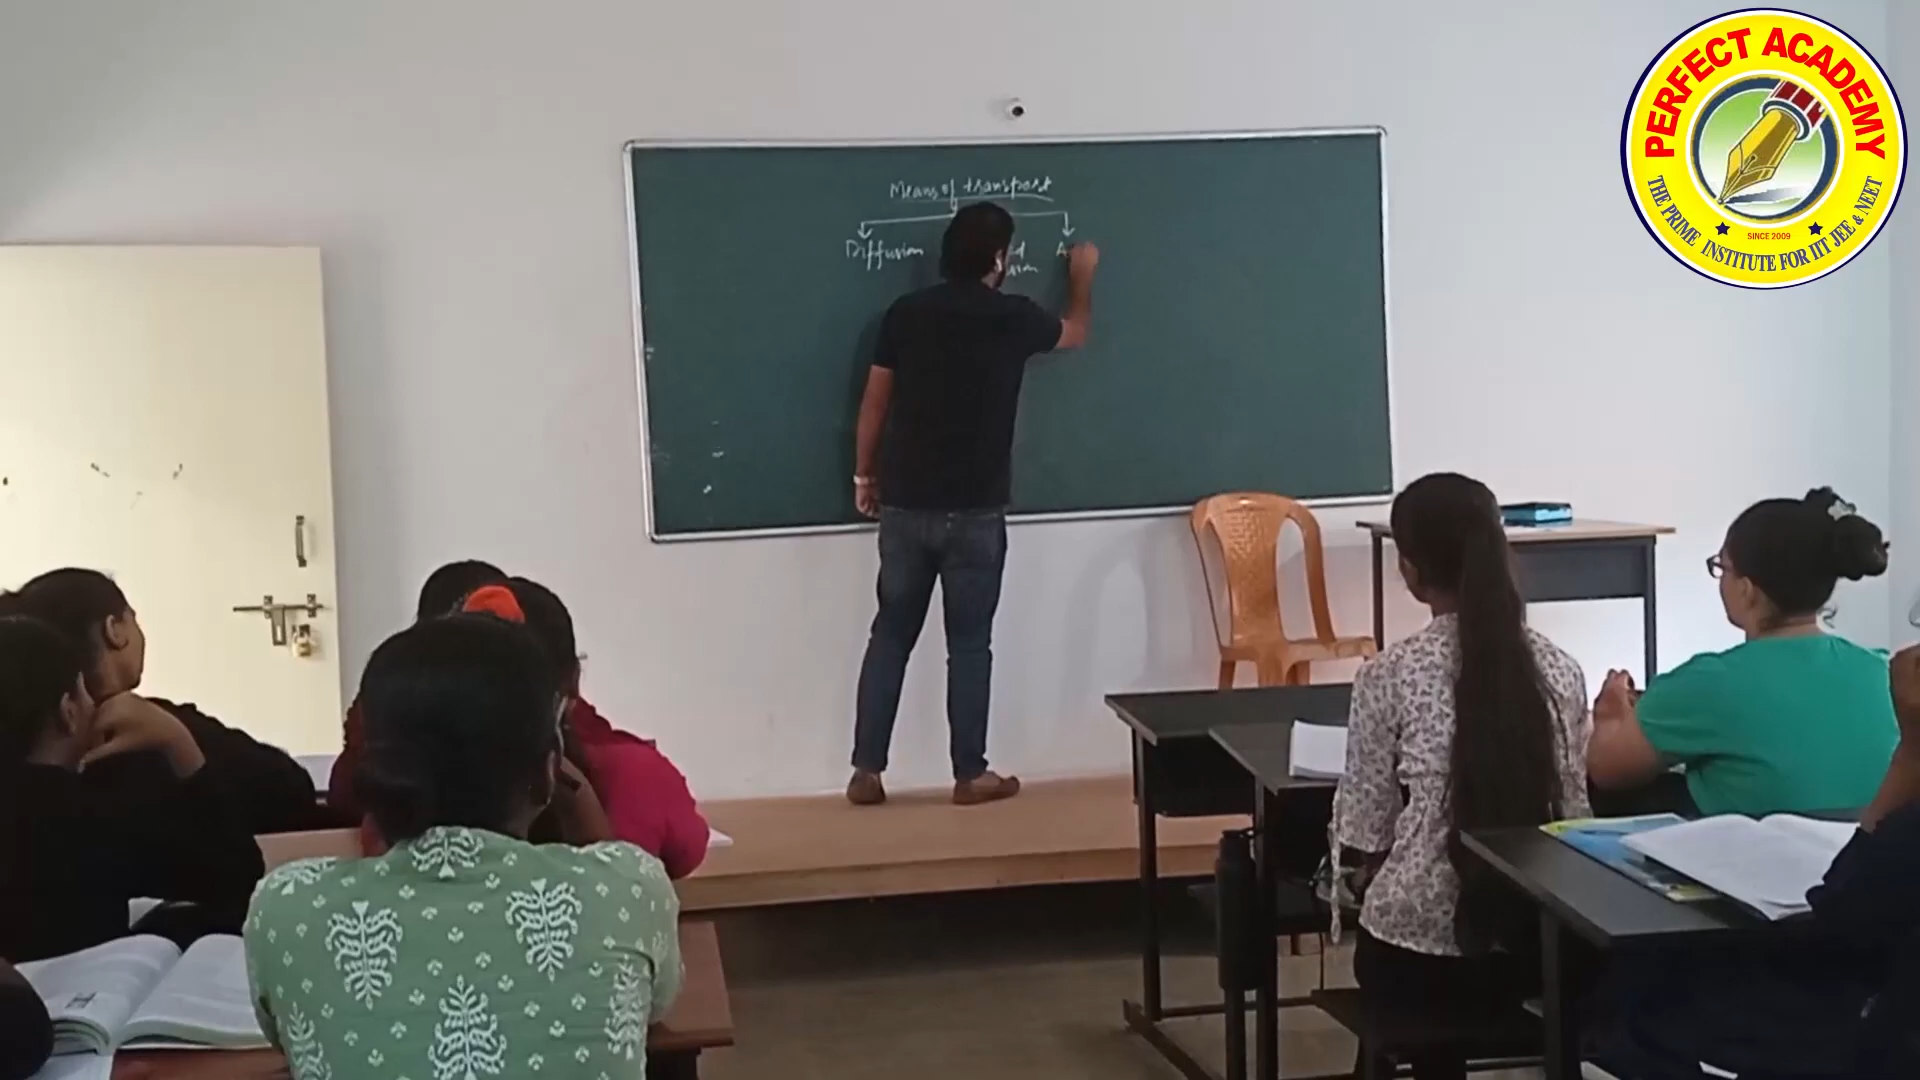 Means of transport
Diffusion
PERFECT ACADEMY
THE PRIME INSTITUTE FOR IIT JEE & NEET
SINCE 2009